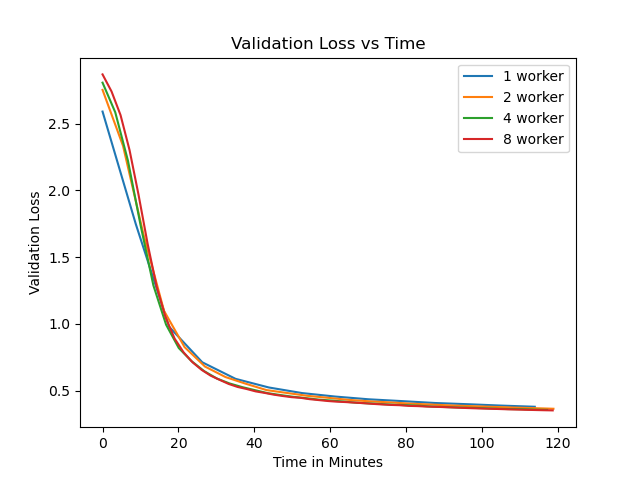 Validation Loss vs Time
1 worker
2 worker
4 worker
8 worker
Validation Loss
2.5
2.0
1.5
1.0
0.5
0 20 40 60 80 100 120
Time in Minutes